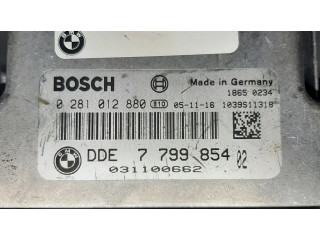 BOSCH
Made in Germany
1865 0234
0 281 012 880 E10 05-11-16 1039S11318
DDE 7 799 854 02
031100662